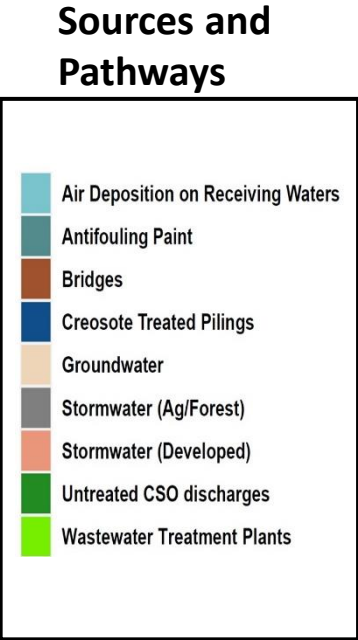 Sources and
Pathways
Air Deposition on Receiving Waters
Antifouling Paint
Bridges
Creosote Treated Pilings
Groundwater
Stormwater (Ag/Forest)
Stormwater (Developed)
Untreated CSO discharges
Wastewater Treatment Plants